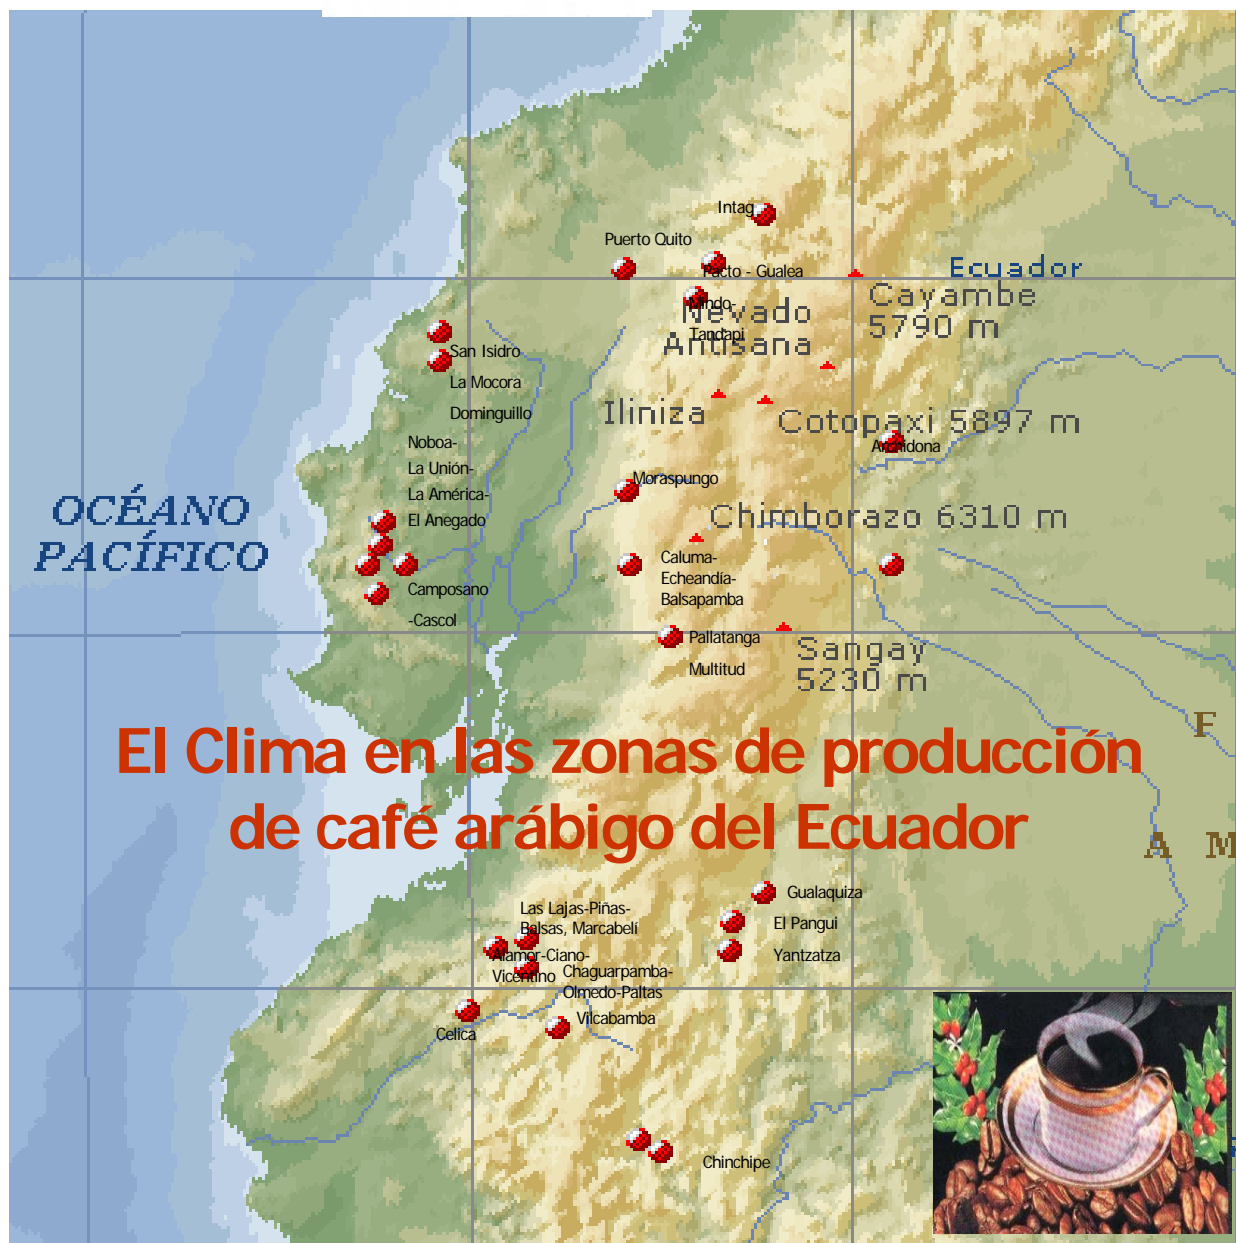 Intag
Puerto Quito
Pacto - Gualea
Ecuador
Cayambe
5790 m
Mindo-
Nevado
Tandapi
Antisana
San Isidro
La Mocora
Dominguillo
Iliniza
Cotopaxi 5897 m
Archidona
Noboa-
La Unión-
La América-
El Anegado
Moraspungo
OCÉANO
PACÍFICO
Chimborazo 6310 m
Caluma-
Echeandía-
Balsapamba
Camposano
-Cascol
Pallatanga
Multitud
Sangay
5230 m
F
El Clima en las zonas de producción
de café arábigo del Ecuador
A M
Gualaquiza
El Pangui
Yantzatza
Las Lajas-Piñas-
Balsas, Marcabelí
Alamor-Ciano-
Vicentino
Chaguarpamba-
Olmedo-Paltas
Vilcabamba
Celica
Chinchipe